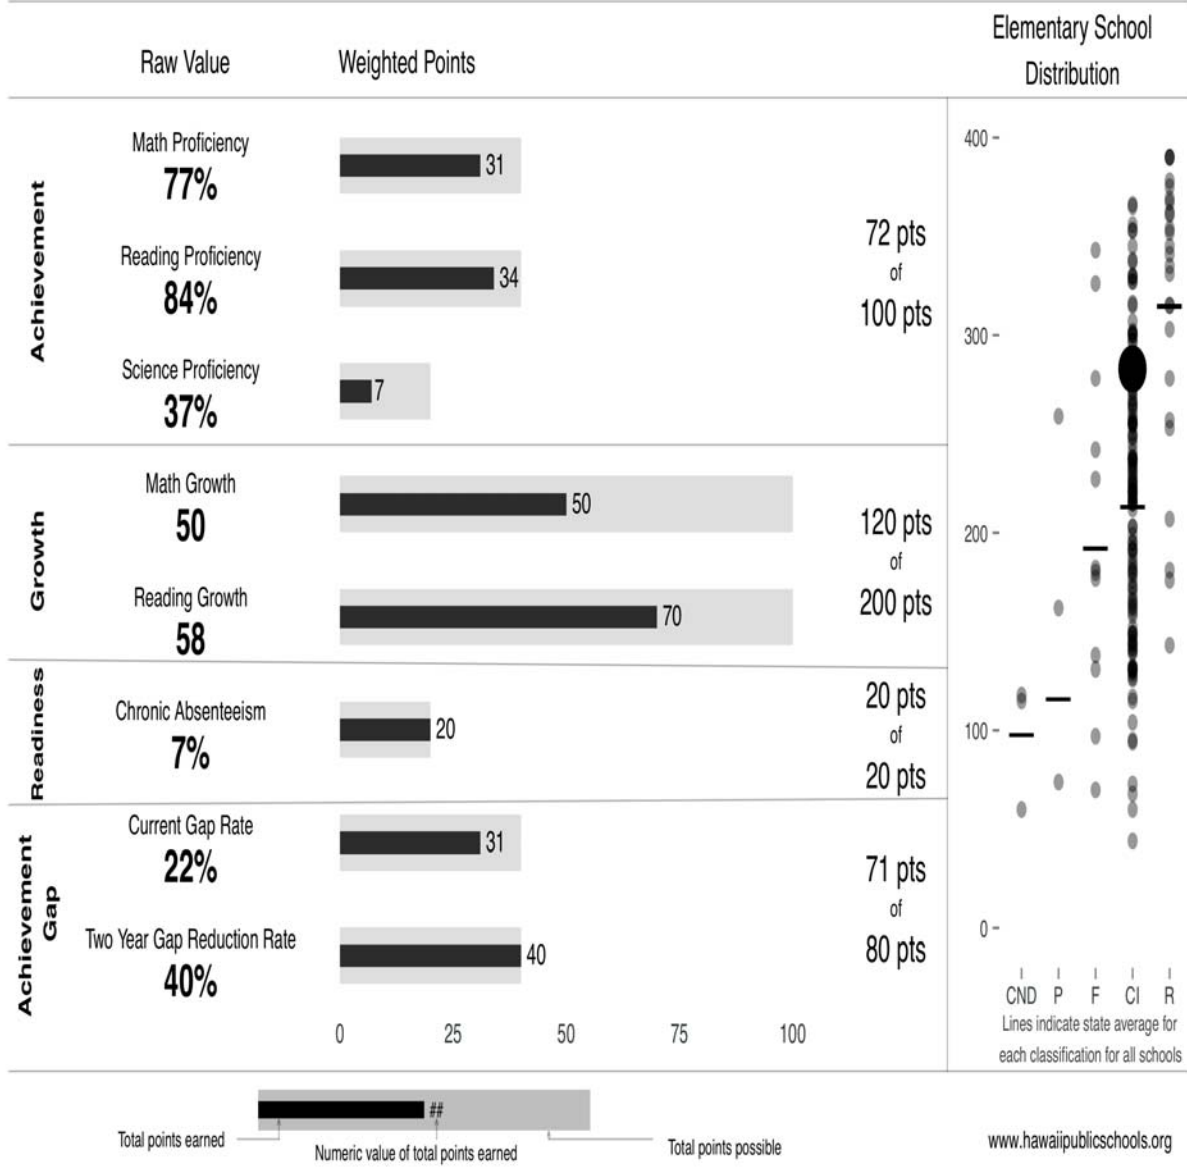 Raw Value
Weighted Points
Elementary School
Distribution
Achievement
Math Proficiency
77%
31
Reading Proficiency
84%
34
Science Proficiency
37%
7
72 pts
of
100 pts
Growth
Math Growth
50
50
Reading Growth
58
70
120 pts
of
200 pts
Readiness
Chronic Absenteeism
7%
20
20 pts
of
20 pts
Achievement
Gap
Current Gap Rate
22%
31
Two Year Gap Reduction Rate
40%
40
71 pts
of
80 pts
0 25 50 75 100
400
300
200
100
0
CND P F CI R
Lines indicate state average for
each classification for all schools
##
Total points earned
Numeric value of total points earned
Total points possible
www.hawaiipublicschools.org